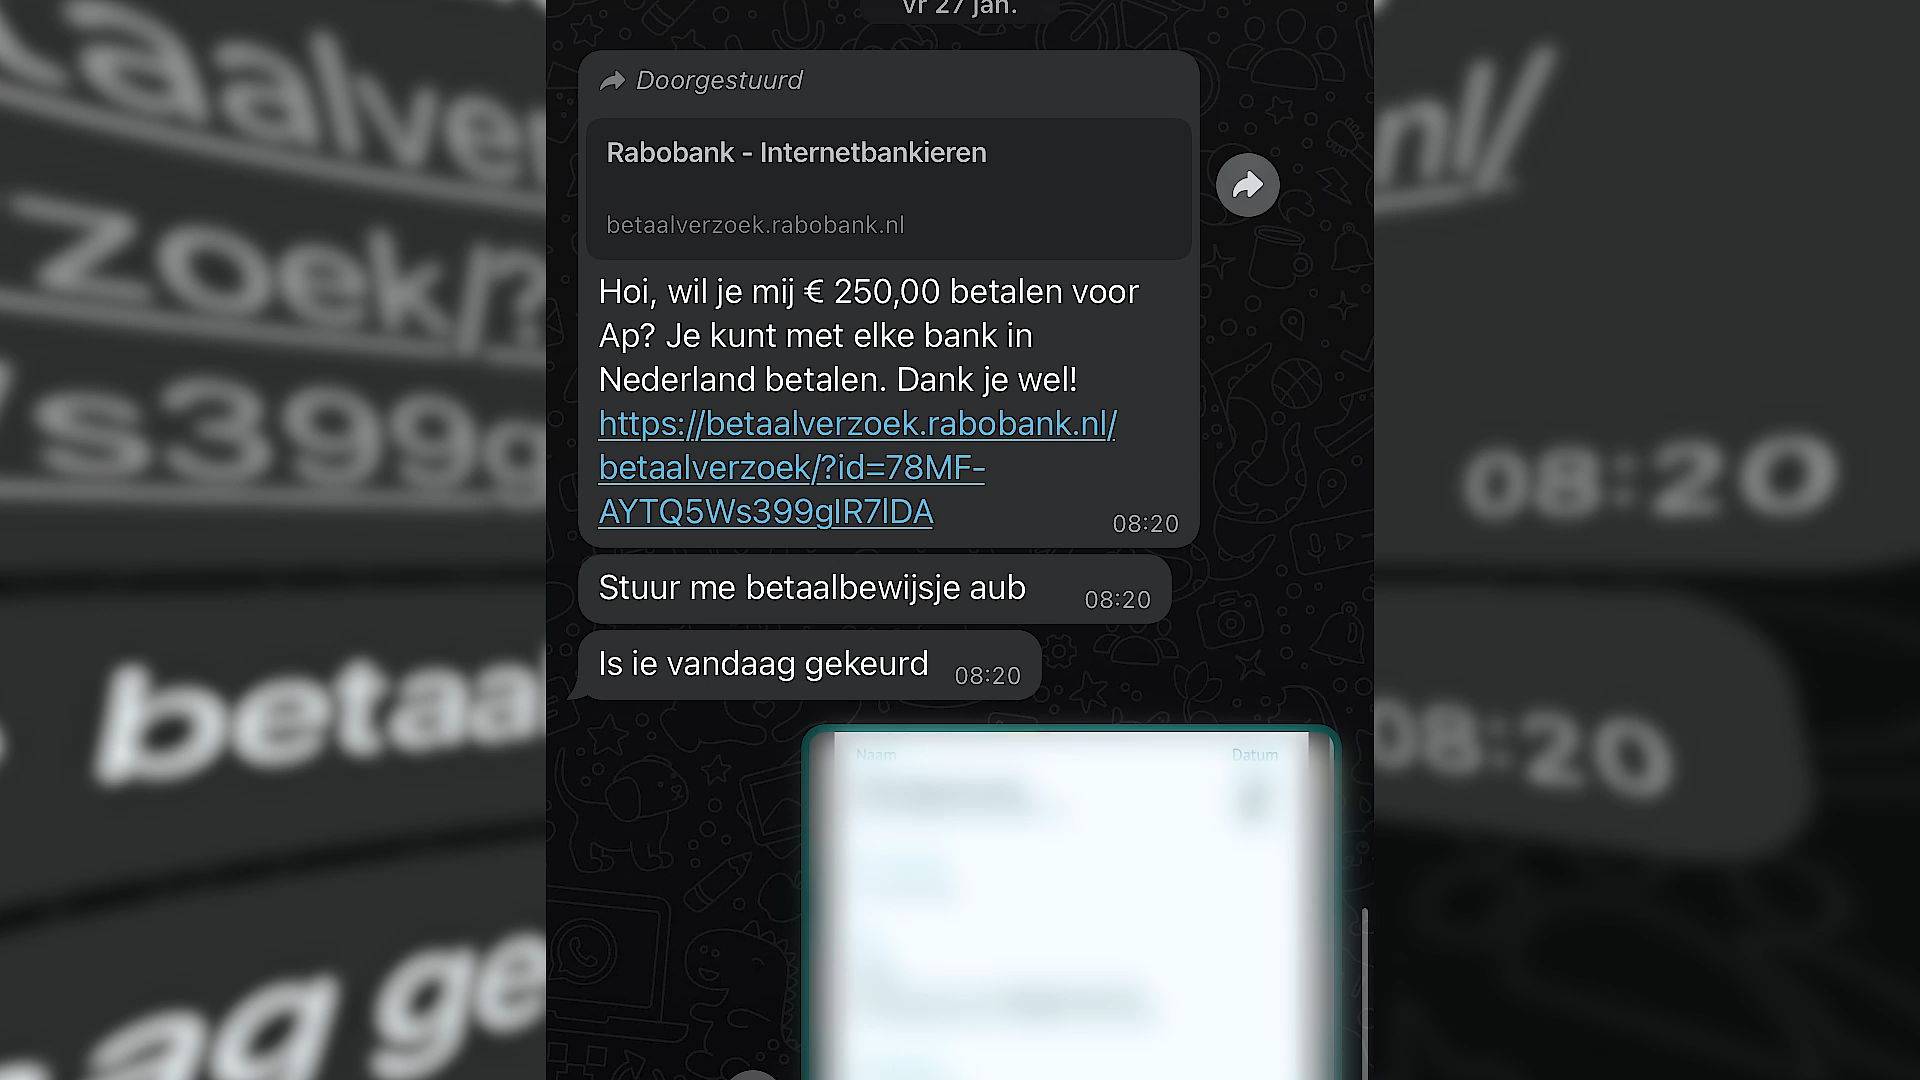 vr 27 jan.
Doorgestuurd
Rabobank - Internetbankieren
betaalverzoek.rabobank.nl
Hoi, wil je mij € 250,00 betalen voor
Ap? Je kunt met elke bank in
Nederland betalen. Dank je wel!
https://betaalverzoek.rabobank.nl/
betaalverzoek/?id=78MF-
AYTQ5Ws399glR7lDA
08:20
Stuur me betaalbewijsje aub
08:20
Is ie vandaag gekeurd
08:20
Naam
Datum